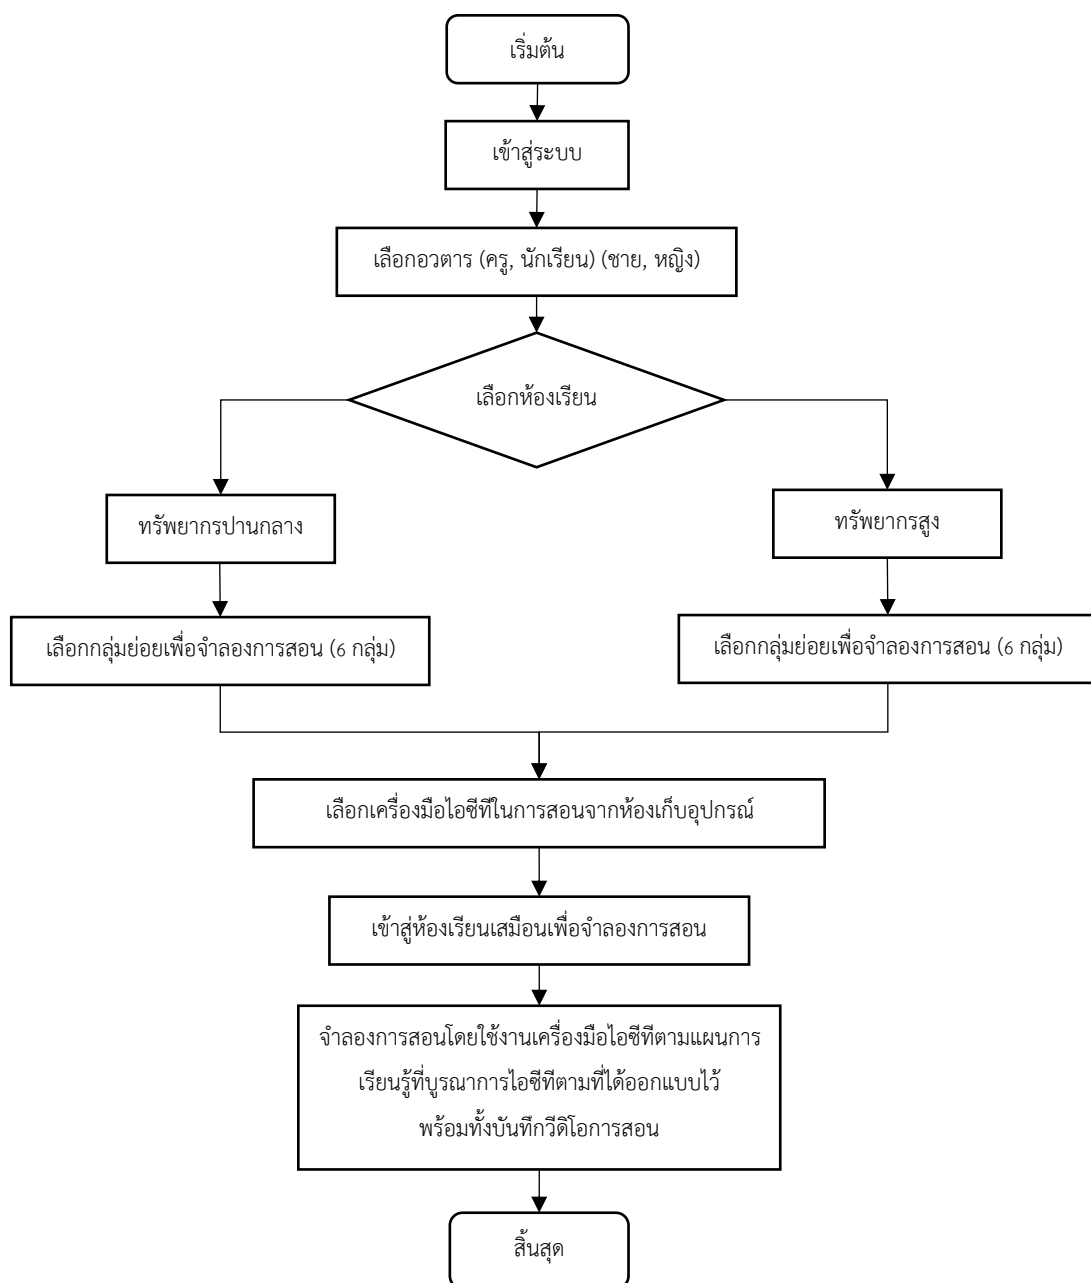 เริ่มต้น
เข้าสู่ระบบ
เลือกอวตาร (ครู, นักเรียน) (ชาย, หญิง)
เลือกห้องเรียน
ทรัพยากรปานกลาง
ทรัพยากรสูง
เลือกกลุ่มย่อยเพื่อจำลองการสอน (6 กลุ่ม)
เลือกกลุ่มย่อยเพื่อจำลองการสอน (6 กลุ่ม)
เลือกเครื่องมือไอซีทีในการสอนจากห้องเก็บอุปกรณ์
เข้าสู่ห้องเรียนเสมือนเพื่อจำลองการสอน
จำลองการสอนโดยใช้งานเครื่องมือไอซีทีตามแผนการ
เรียนรู้ที่บูรณาการไอซีทีตามที่ได้ออกแบบไว้
พร้อมทั้งบันทึกวีดิโอการสอน
สิ้นสุด